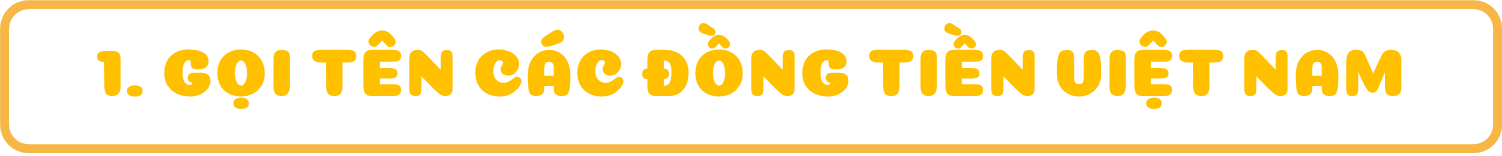 1. GỌI TÊN CÁC ĐỒNG TIỀN VIỆT NAM